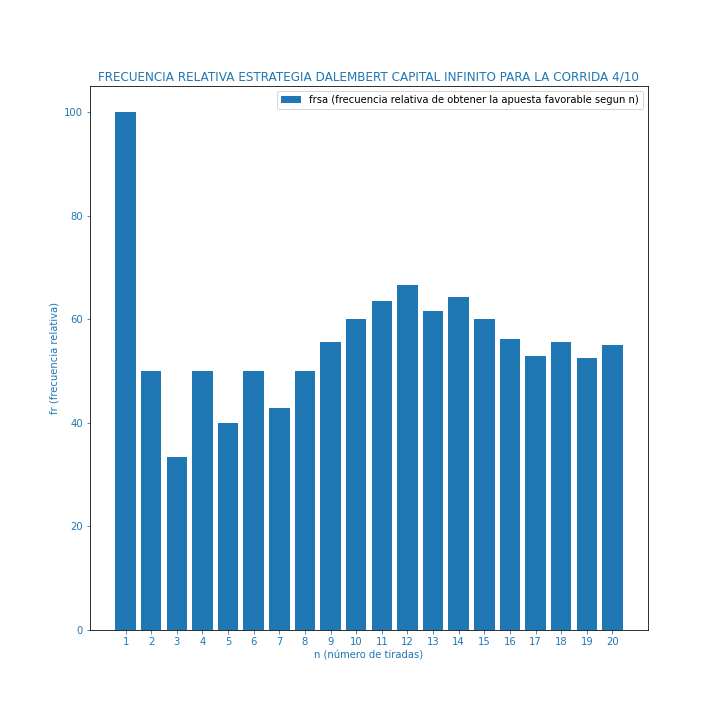 FRECUENCIA RELATIVA ESTRATEGIA DALEMBERT CAPITAL INFINITO PARA LA CORRIDA 4/10
frsa (frecuencia relativa de obtener la apuesta favorable segun n)
100
80
60
40
20
0
fr (frecuencia relativa)
1 2 3 4 5 6 7 8 9 10 11 12 13 14 15 16 17 18 19 20
n (número de tiradas)